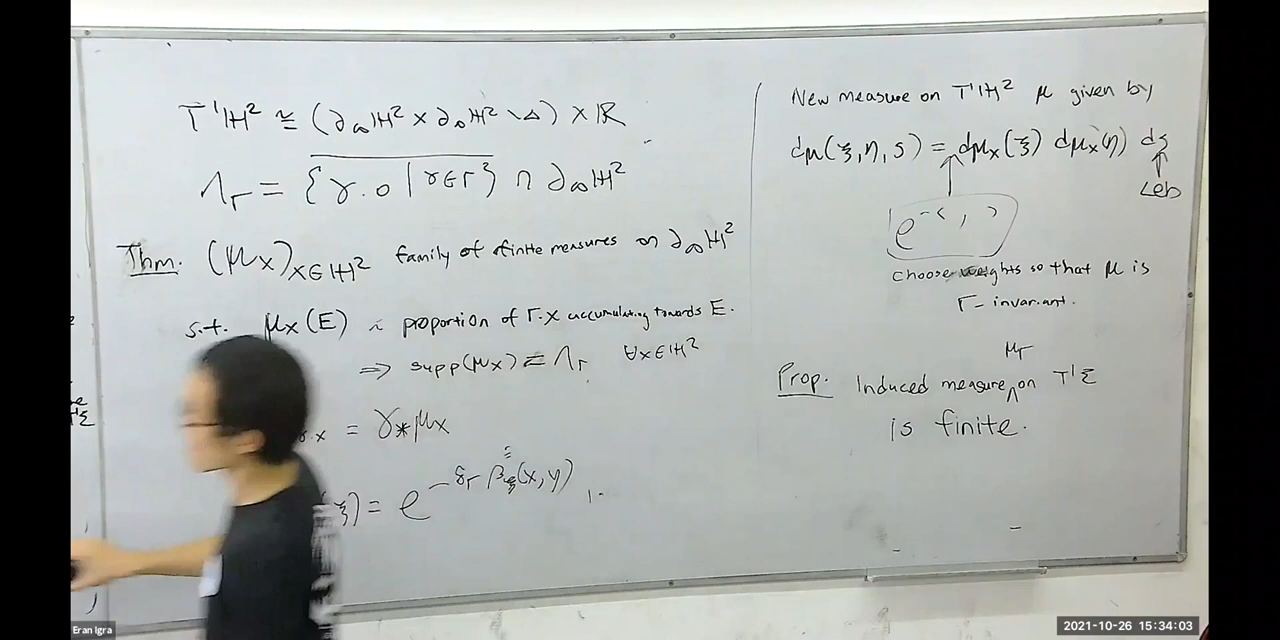 T¹ℍ² ≅ (∂∞ℍ² × ∂∞ℍ² \ Δ) × ℝ
Λ_Γ = \overline{{γ.o | γ∈Γ}} ∩ ∂∞ℍ²
Thm. (μ_x)_{x∈ℍ²} family of finite measures on ∂∞ℍ²
s.t. μ_x(E) ~ proportion of Γ.x accumulating towards E.
⇒ supp(μ_x) = Λ_Γ ∀x∈ℍ²
.x = γ_* μ_x
(ξ) = e^{-δ_Γ β_ξ(x,y)}
New measure on T¹ℍ² μ given by
dμ(ξ,η,s) = dμ_x(ξ) dμ_x(η) ds
Leb
e^{-< , >}
choose weights so that μ is
Γ-invariant.
μ_Γ
Prop. Induced measure ∧ on T¹Σ
is finite.
Eran Igra
2021-10-26 15:34:03